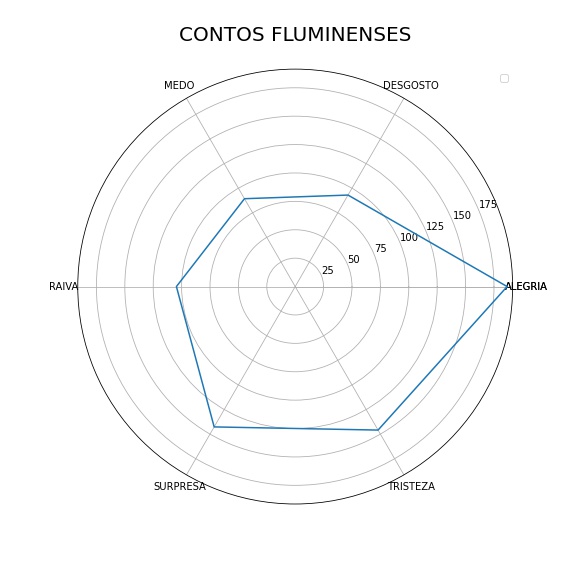 CONTOS FLUMINENSES
MEDO
DESGOSTO
175
150
125
100
75
50
25
RAIVA
ALEGRIA
SURPRESA
TRISTEZA